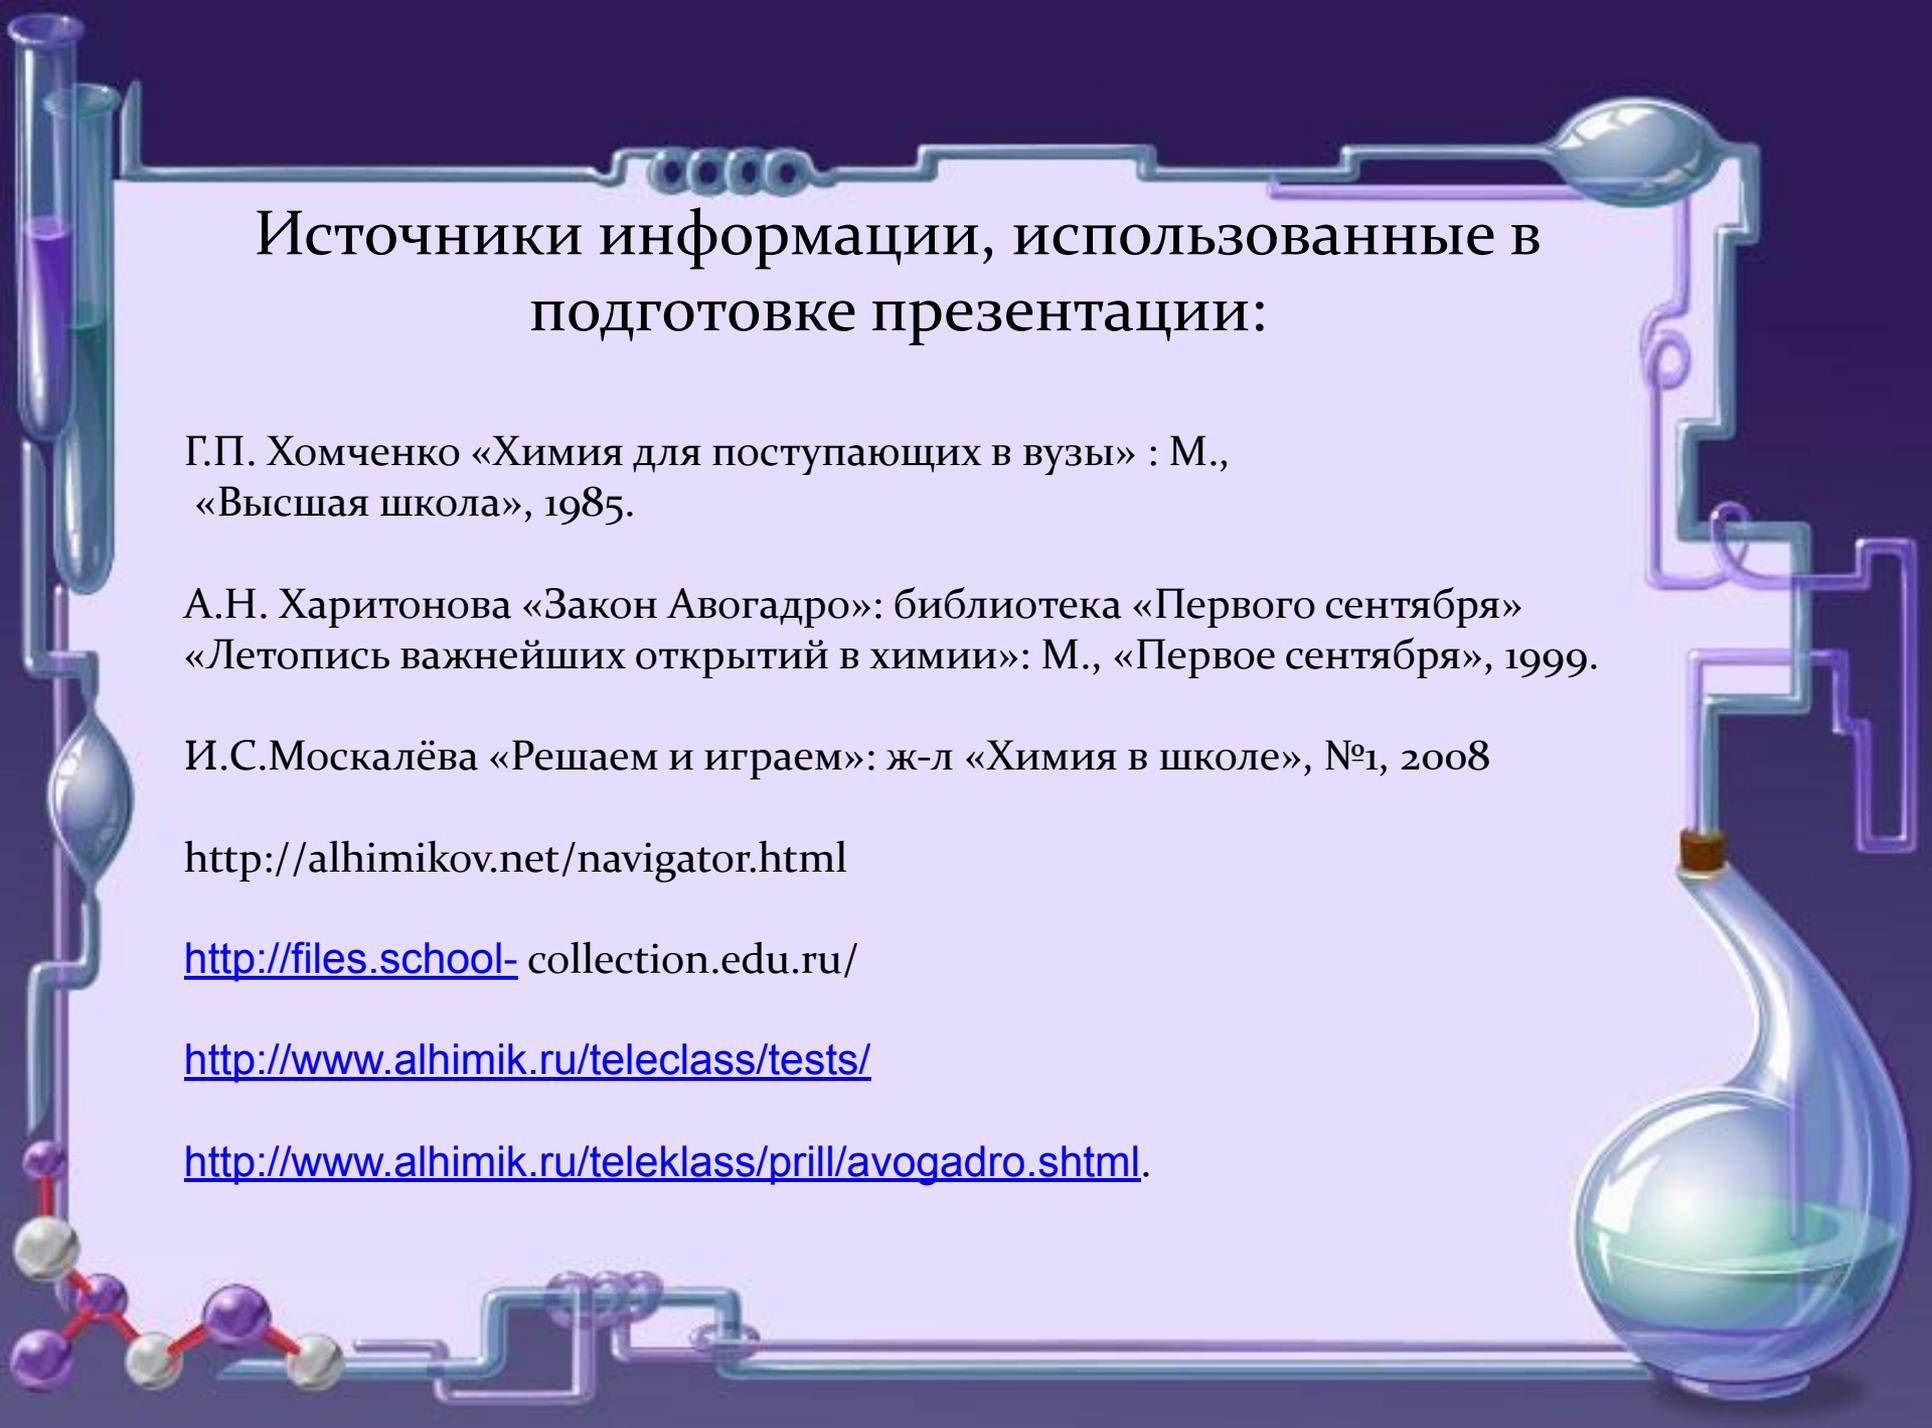 Источники информации, использованные в
подготовке презентации:
Г.П. Хомченко «Химия для поступающих в вузы» : М.,
«Высшая школа», 1985.
А.Н. Харитонова «Закон Авогадро»: библиотека «Первого сентября»
«Летопись важнейших открытий в химии»: М., «Первое сентября», 1999.
И.С.Москалёва «Решаем и играем»: ж-л «Химия в школе», №1, 2008
http://alhimikov.net/navigator.html
http://files.school- collection.edu.ru/
http://www.alhimik.ru/teleclass/tests/
http://www.alhimik.ru/teleklass/prill/avogadro.shtml.